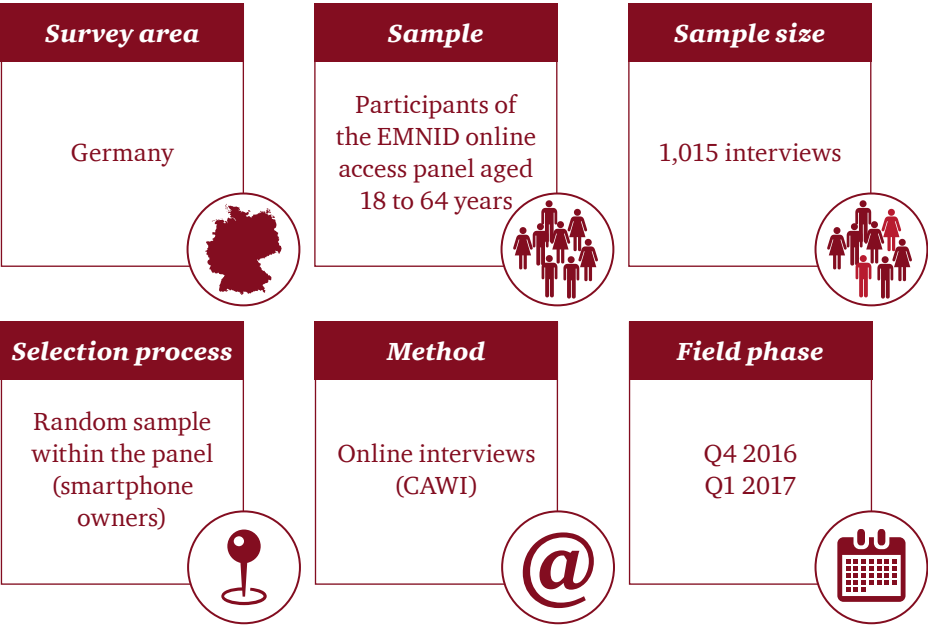 Survey area
Germany
Sample
Participants of
the EMNID online
access panel aged
18 to 64 years
Sample size
1,015 interviews
Selection process
Random sample
within the panel
(smartphone
owners)
Method
Online interviews
(CAWI)
@
Field phase
Q4 2016
Q1 2017